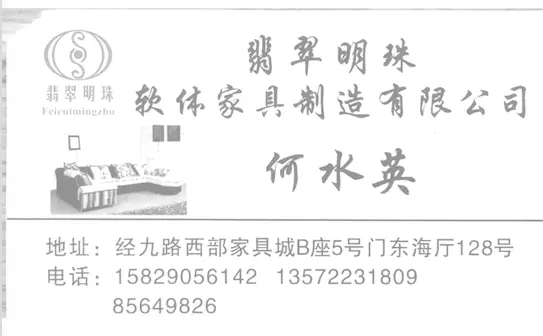 翡翠明珠
Feicuimingzhu
翡翠明珠
软体家具制造有限公司
何水英
地址：经九路西部家具城B座5号门东海厅128号
电话：15829056142 13572231809
85649826